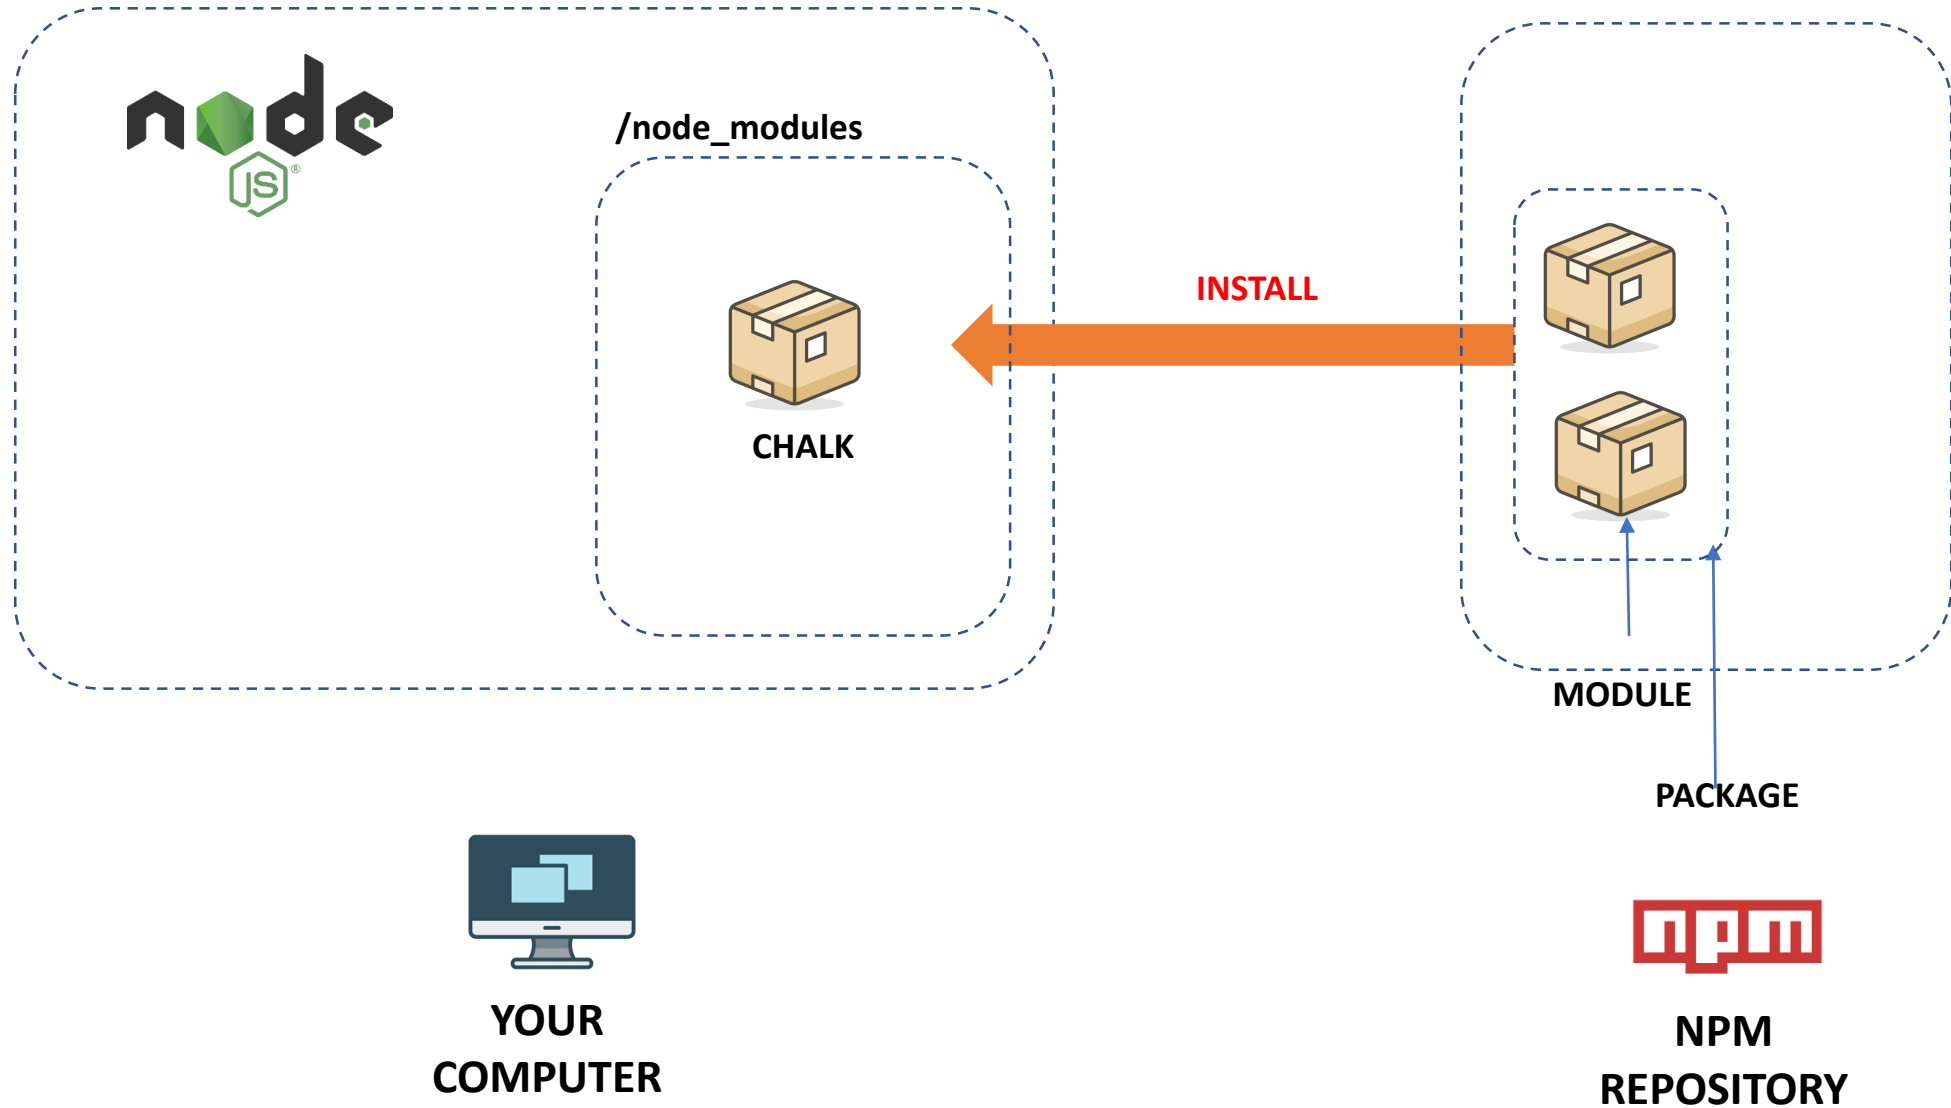 node
JS
®
/node_modules
CHALK
INSTALL
MODULE
PACKAGE
YOUR
COMPUTER
npm
NPM
REPOSITORY